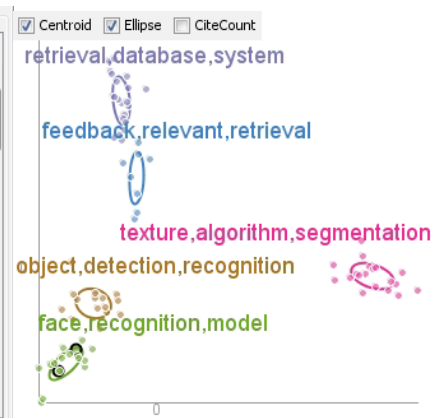 Centroid Ellipse CiteCount
retrieval,database,system
feedback,relevant,retrieval
texture,algorithm,segmentation
object,detection,recognition
face,recognition,model
0